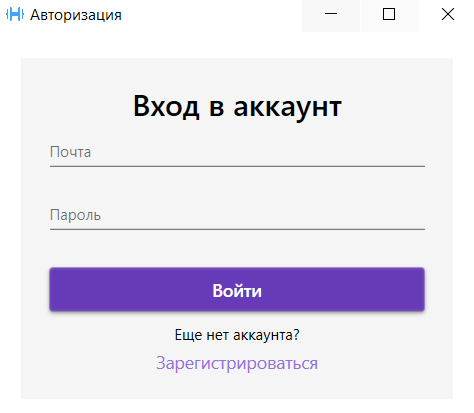 Авторизация
Вход в аккаунт
Почта
Пароль
Войти
Еще нет аккаунта?
Зарегистрироваться